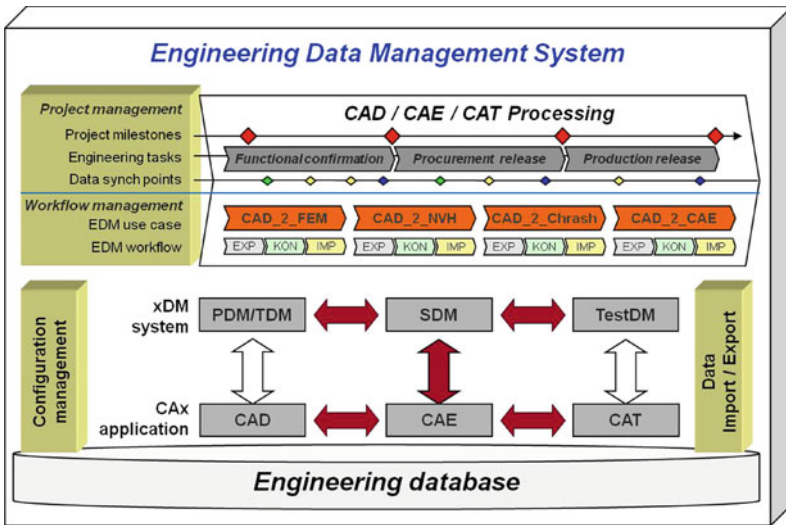 Engineering Data Management System
Project management
CAD / CAE / CAT Processing
Project milestones
Engineering tasks
Functional confirmation
Procurement release
Production release
Data synch points
Workflow management
EDM use case
CAD_2_FEM
CAD_2_NVH
CAD_2_Chrash
CAD_2_CAE
EDM workflow
EXP KON IMP
EXP KON IMP
EXP KON IMP
EXP KON IMP
Configuration
management
xDM
system
PDM/TDM
SDM
TestDM
CAx
application
CAD
CAE
CAT
Data
Import / Export
Engineering database